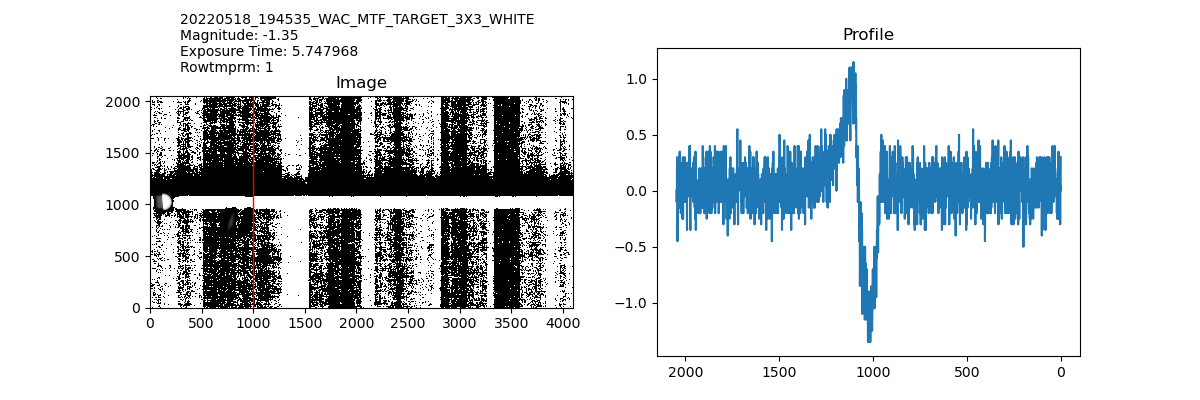 20220518_194535_WAC_MTF_TARGET_3X3_WHITE
Magnitude: -1.35
Exposure Time: 5.747968
Rowtmprm: 1
Image
2000
1500
1000
500
0
0 500 1000 1500 2000 2500 3000 3500 4000
Profile
1.0
0.5
0.0
−0.5
−1.0
2000 1500 1000 500 0